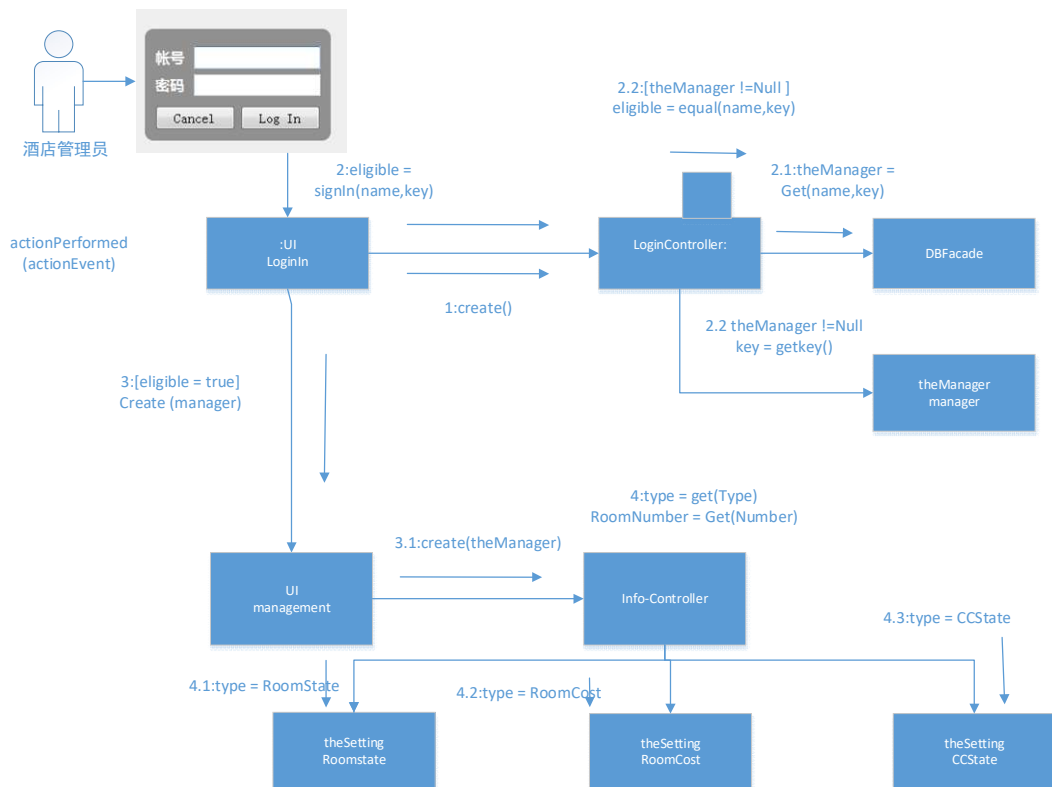 帐号
密码
Cancel
Log In
酒店管理员
2.2:[theManager !=Null ]
eligible = equal(name,key)
2:eligible =
signIn(name,key)
2.1:theManager =
Get(name,key)
actionPerformed
(actionEvent)
:UI
LoginIn
LoginController:
DBFacade
1:create()
2.2 theManager !=Null
key = getkey()
3:[eligible = true]
Create (manager)
theManager
manager
4:type = get(Type)
RoomNumber = Get(Number)
3.1:create(theManager)
UI
management
Info-Controller
4.3:type = CCState
4.1:type = RoomState
4.2:type = RoomCost
theSetting
Roomstate
theSetting
RoomCost
theSetting
CCState